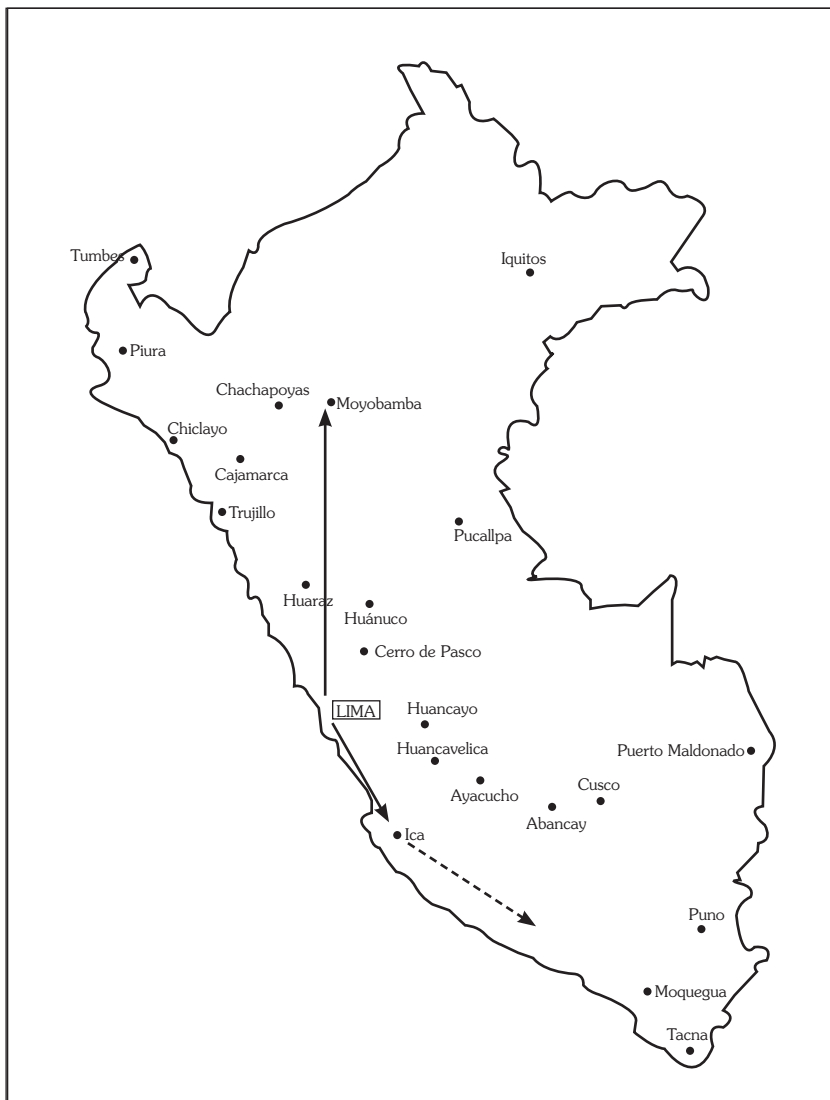 Tumbes
Iquitos
Piura
Chachapoyas
Moyobamba
Chiclayo
Cajamarca
Trujillo
Pucallpa
Huaraz
Huánuco
Cerro de Pasco
LIMA
Huancayo
Huancavelica
Puerto Maldonado
Ayacucho
Cusco
Abancay
Ica
Puno
Moquegua
Tacna